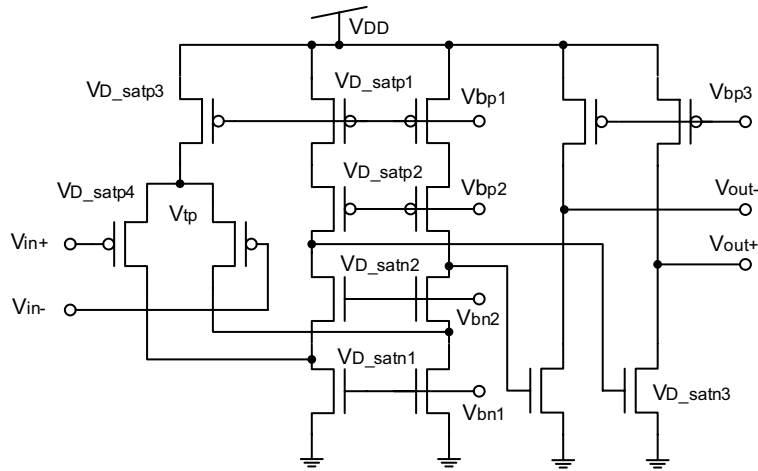 VDD
VD_satp3
VD_satp1
Vbp1
Vbp3
VD_satp2
Vbp2
VD_satp4
Vtp
Vout-
Vin+
Vout+
VD_satn2
Vin-
Vbn2
VD_satn1
VD_satn3
Vbn1